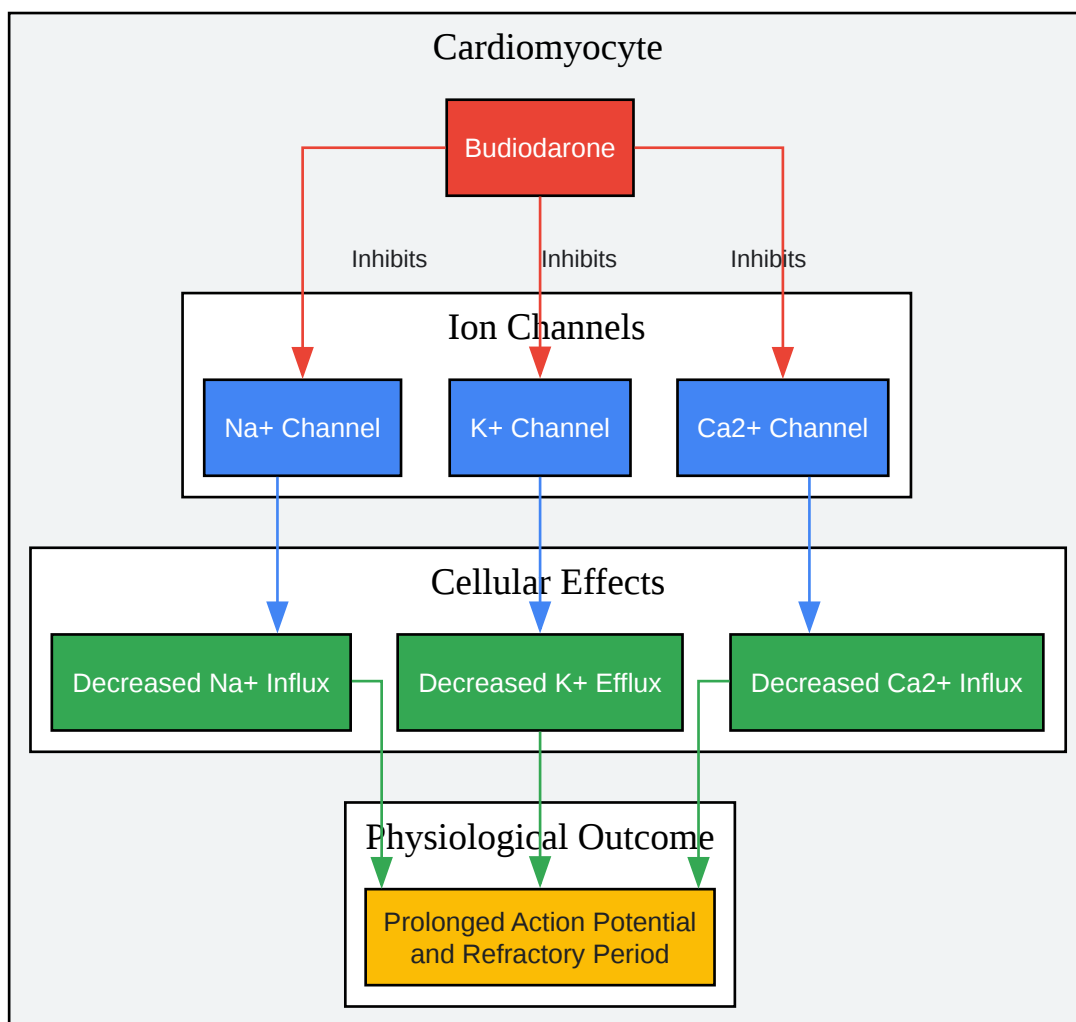 Cardiomyocyte
Budiodarone
Inhibits
Inhibits
Inhibits
Ion Channels
Na+ Channel
K+ Channel
Ca2+ Channel
Cellular Effects
Decreased Na+ Influx
Decreased K+ Efflux
Decreased Ca2+ Influx
Physiological Outcome
Prolonged Action Potential
and Refractory Period